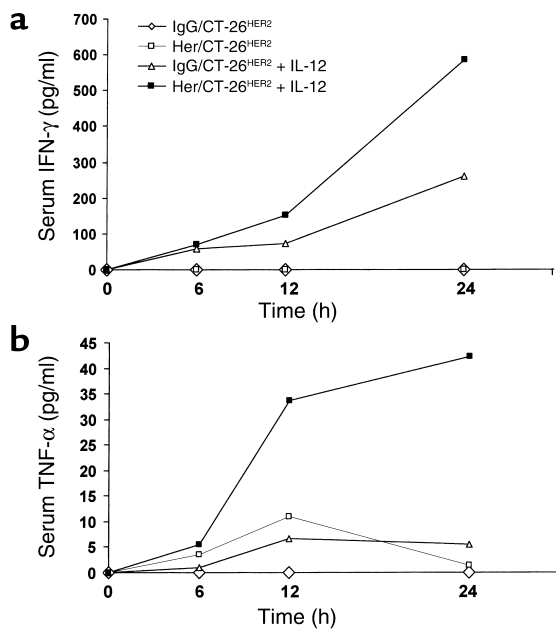 a
IgG/CT-26HER2
Her/CT-26HER2
IgG/CT-26HER2 + IL-12
Her/CT-26HER2 + IL-12
Serum IFN-γ (pg/ml)
700
600
500
400
300
200
100
0
0 6 12 24
Time (h)
b
Serum TNF-α (pg/ml)
45
40
35
30
25
20
15
10
5
0
0 6 12 24
Time (h)